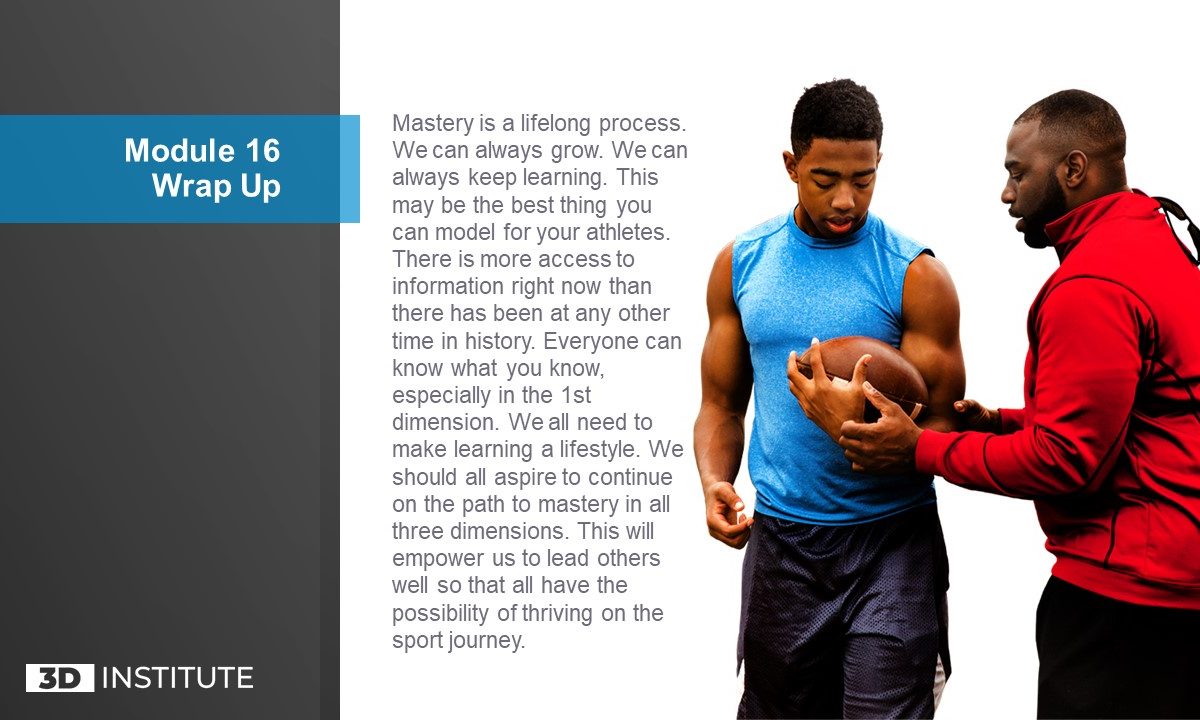 Module 16
Wrap Up
Mastery is a lifelong process.
We can always grow. We can
always keep learning. This
may be the best thing you
can model for your athletes.
There is more access to
information right now than
there has been at any other
time in history. Everyone can
know what you know,
especially in the 1st
dimension. We all need to
make learning a lifestyle. We
should all aspire to continue
on the path to mastery in all
three dimensions. This will
empower us to lead others
well so that all have the
possibility of thriving on the
sport journey.
3D INSTITUTE